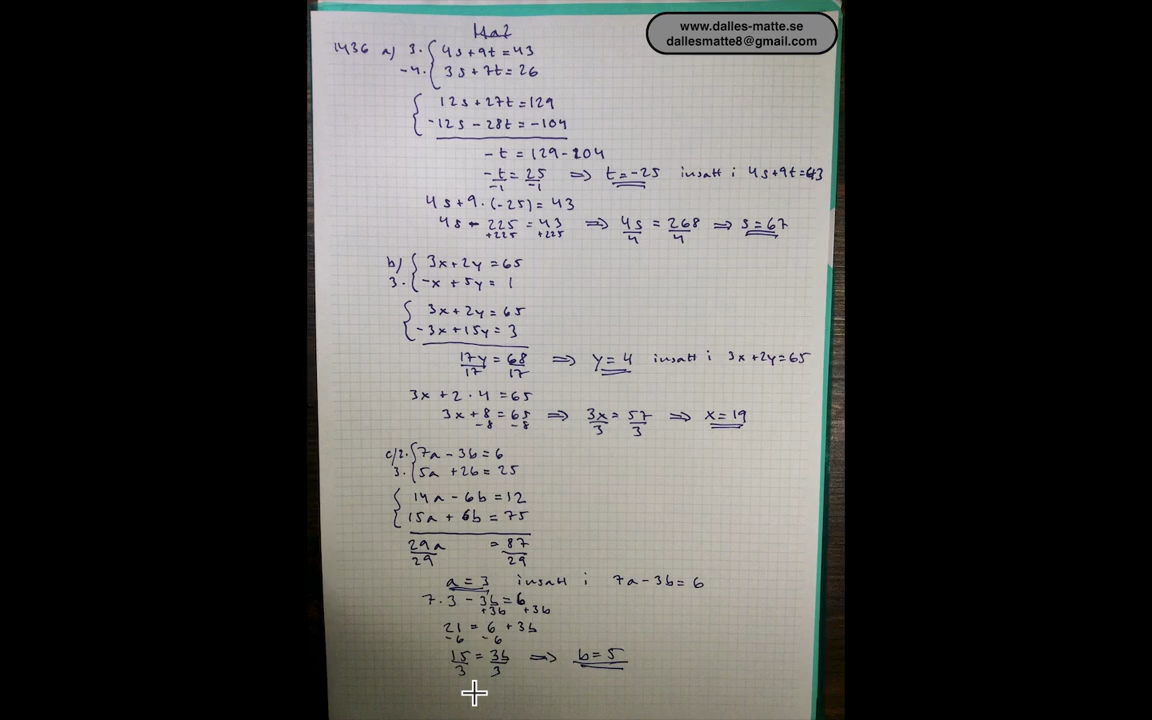 Ma2
www.dalles-matte.se
dallesmatte8@gmail.com
1436 a) 3. { 4s+9t=43
-4. { 3s+7t=26
{ 12s+27t=129
-12s-28t=-104
-t=129-104
-t/-1 = 25/-1 => t=-25 insatt i 4s+9t=43
4s+9·(-25)=43
4s-225=43 => 4s/4 = 268/4 => s=67
+225 +225
b) { 3x+2y=65
3. { -x+5y=1
{ 3x+2y=65
-3x+15y=3
17y/17 = 68/17 => y=4 insatt i 3x+2y=65
3x+2·4=65
3x+8=65 => 3x/3 = 57/3 => x=19
-8 -8
c) 2. { 7a-3b=6
3. { 5a+2b=25
{ 14a-6b=12
15a+6b=75
29a/29 = 87/29
a=3 insatt i 7a-3b=6
7·3-3b=6
+3b +3b
21=6+3b
-6 -6
15/3 = 3b/3 => b=5